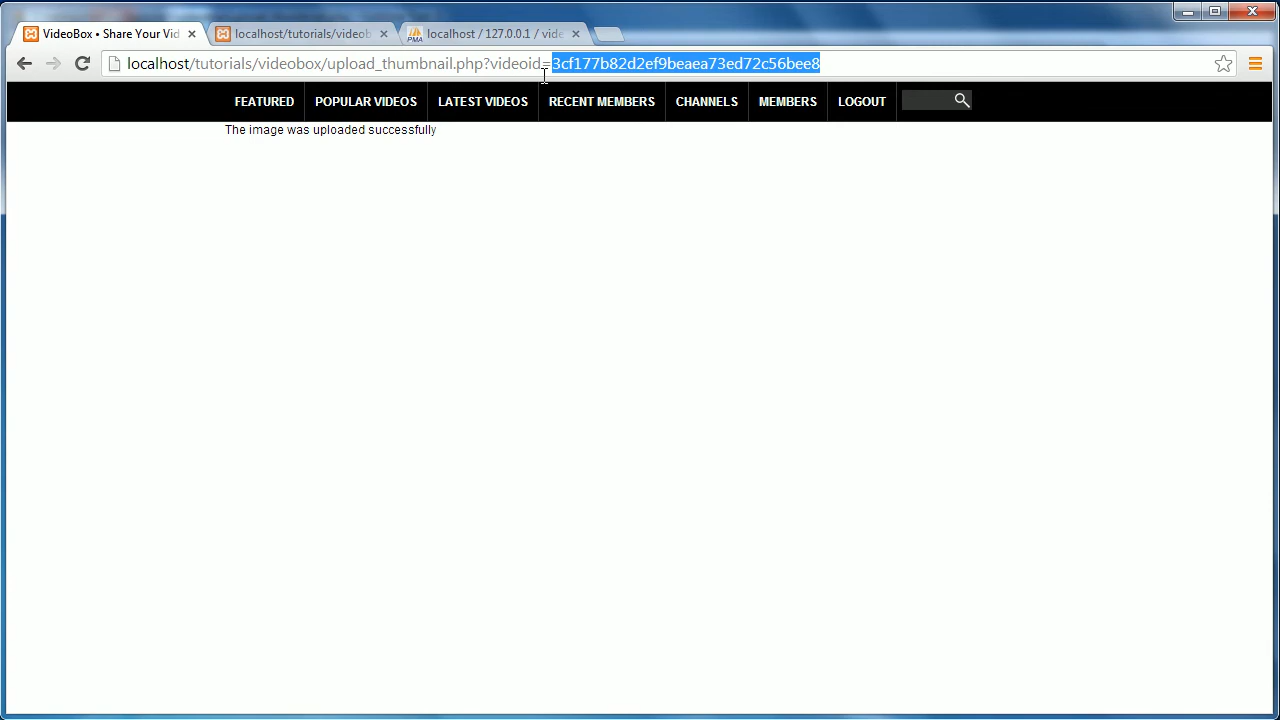 VideoBox • Share Your Vid
localhost/tutorials/videob
PMA
localhost / 127.0.0.1 / vide
localhost/tutorials/videobox/upload_thumbnail.php?videoid=3cf177b82d2ef9beaea73ed72c56bee8
FEATURED
POPULAR VIDEOS
LATEST VIDEOS
RECENT MEMBERS
CHANNELS
MEMBERS
LOGOUT
The image was uploaded successfully